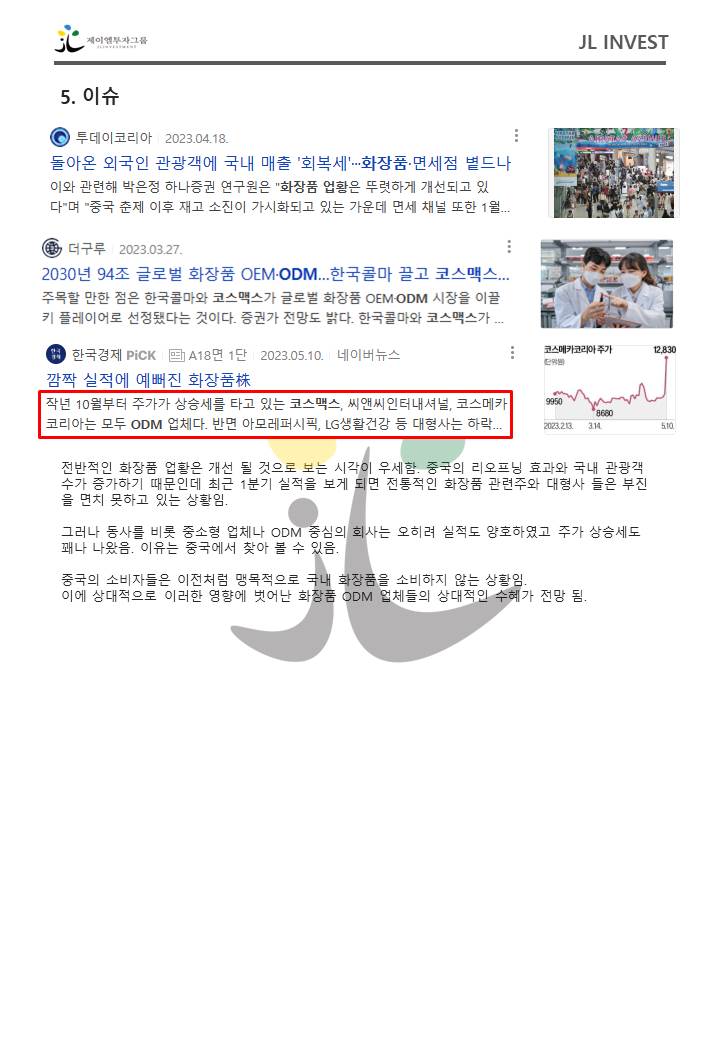 제이엘투자그룹
JL INVESTMENT
JL INVEST
5. 이슈
투데이코리아 2023.04.18.
돌아온 외국인 관광객에 국내 매출 '회복세'…화장품·면세점 볕드나
이와 관련해 박은정 하나증권 연구원은 "화장품 업황은 뚜렷하게 개선되고 있
다"며 "중국 춘제 이후 재고 소진이 가시화되고 있는 가운데 면세 채널 또한 1월...
더구루 2023.03.27.
2030년 94조 글로벌 화장품 OEM·ODM...한국콜마 끌고 코스맥스...
주목할 만한 점은 한국콜마와 코스맥스가 글로벌 화장품 OEM·ODM 시장을 이끌
키 플레이어로 선정됐다는 것이다. 증권가 전망도 밝다. 한국콜마와 코스맥스가 ...
한국경제 PiCK A18면 1단 2023.05.10. 네이버뉴스
깜짝 실적에 예뻐진 화장품株
작년 10월부터 주가가 상승세를 타고 있는 코스맥스, 씨앤씨인터내셔널, 코스메카
코리아는 모두 ODM 업체다. 반면 아모레퍼시픽, LG생활건강 등 대형사는 하락...
코스메카코리아 주가 12,830
(단위:원)
9950
8680
2023.2.13. 3.14. 5.10.
전반적인 화장품 업황은 개선 될 것으로 보는 시각이 우세함. 중국의 리오프닝 효과와 국내 관광객
수가 증가하기 때문인데 최근 1분기 실적을 보게 되면 전통적인 화장품 관련주와 대형사 들은 부진
을 면치 못하고 있는 상황임.
그러나 동사를 비롯 중소형 업체나 ODM 중심의 회사는 오히려 실적도 양호하였고 주가 상승세도
꽤나 나왔음. 이유는 중국에서 찾아 볼 수 있음.
중국의 소비자들은 이전처럼 맹목적으로 국내 화장품을 소비하지 않는 상황임.
이에 상대적으로 이러한 영향에 벗어난 화장품 ODM 업체들의 상대적인 수혜가 전망 됨.